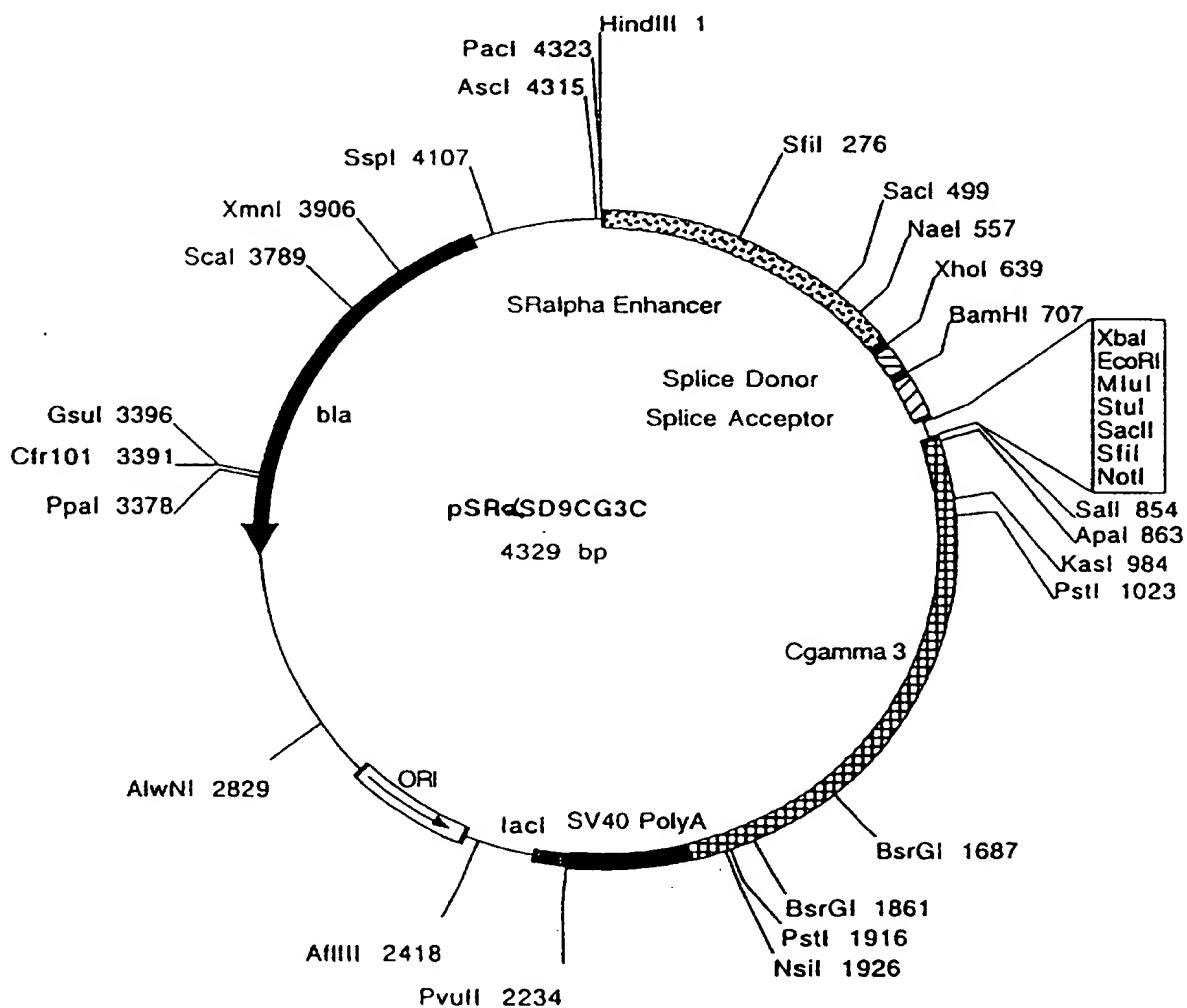 HindIII 1
PacI 4323
AscI 4315
SfiI 276
SspI 4107
SacI 499
XmnI 3906
NaeI 557
ScaI 3789
XhoI 639
SRalpha Enhancer
BamHI 707
XbaI
EcoRI
MluI
StuI
SacII
SfiI
NotI
Splice Donor
Splice Acceptor
GsuI 3396
bla
Cfr101 3391
PpaI 3378
pSRαSD9CG3C
4329 bp
SalI 854
ApaI 863
KasI 984
PstI 1023
Cgamma 3
AlwNI 2829
ORI
lacI
SV40 PolyA
BsrGI 1687
BsrGI 1861
AflIII 2418
PstI 1916
NsiI 1926
PvuII 2234